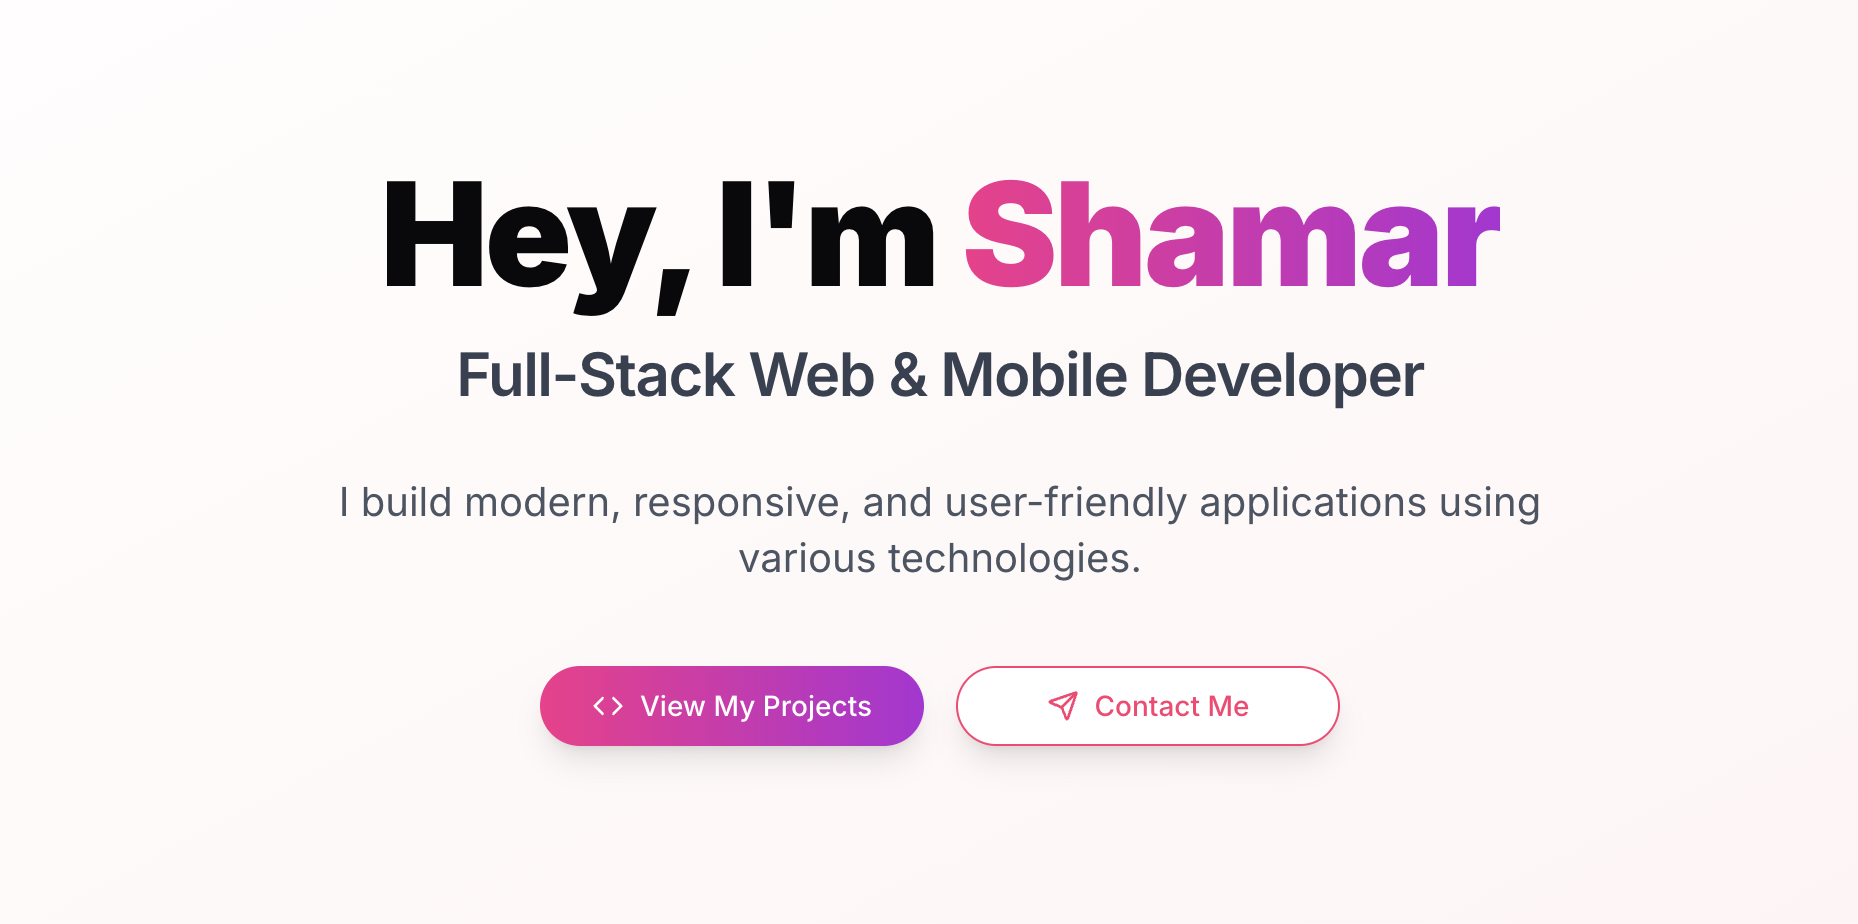 Hey, I'm Shamar
Full-Stack Web & Mobile Developer
I build modern, responsive, and user-friendly applications using
various technologies.
View My Projects
Contact Me